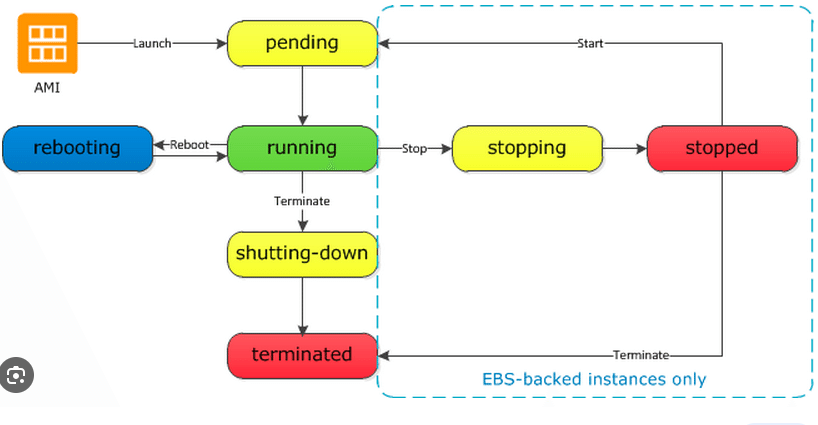 Launch
pending
Start
AMI
rebooting
Reboot
running
Stop
stopping
stopped
Terminate
shutting-down
terminated
Terminate
EBS-backed instances only